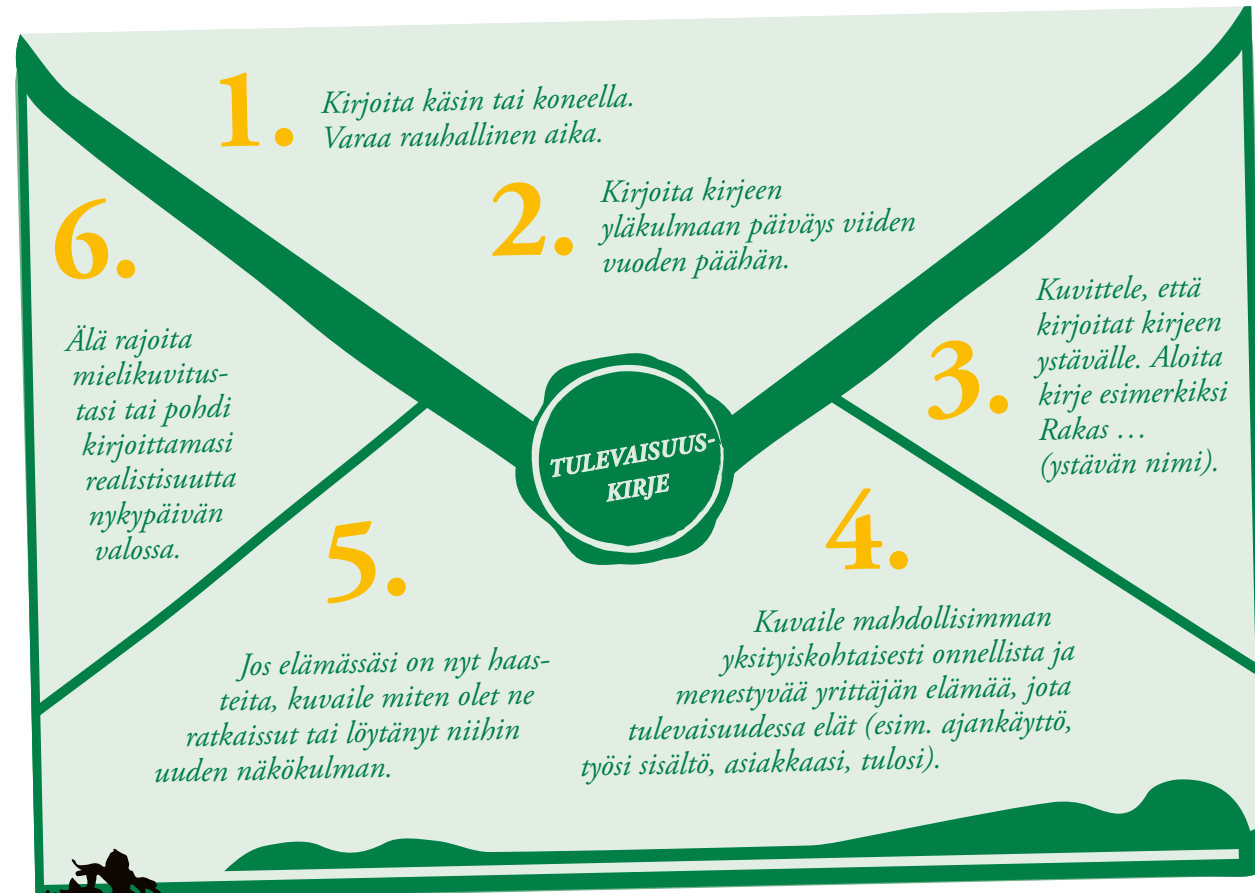 1.
Kirjoita käsin tai koneella.
Varaa rauhallinen aika.
2.
Kirjoita kirjeen
yläkulmaan päiväys viiden
vuoden päähän.
3.
Kuvittele, että
kirjoitat kirjeen
ystävälle. Aloita
kirje esimerkiksi
Rakas ...
(ystävän nimi).
4.
Kuvaile mahdollisimman
yksityiskohtaisesti onnellista ja
menestyvää yrittäjän elämää, jota
tulevaisuudessa elät (esim. ajankäyttö,
työsi sisältö, asiakkaasi, tulosi).
5.
Jos elämässäsi on nyt haas-
teita, kuvaile miten olet ne
ratkaissut tai löytänyt niihin
uuden näkökulman.
6.
Älä rajoita
mielikuvitus-
tasi tai pohdi
kirjoittamasi
realistisuutta
nykypäivän
valossa.
TULEVAISUUS-
KIRJE